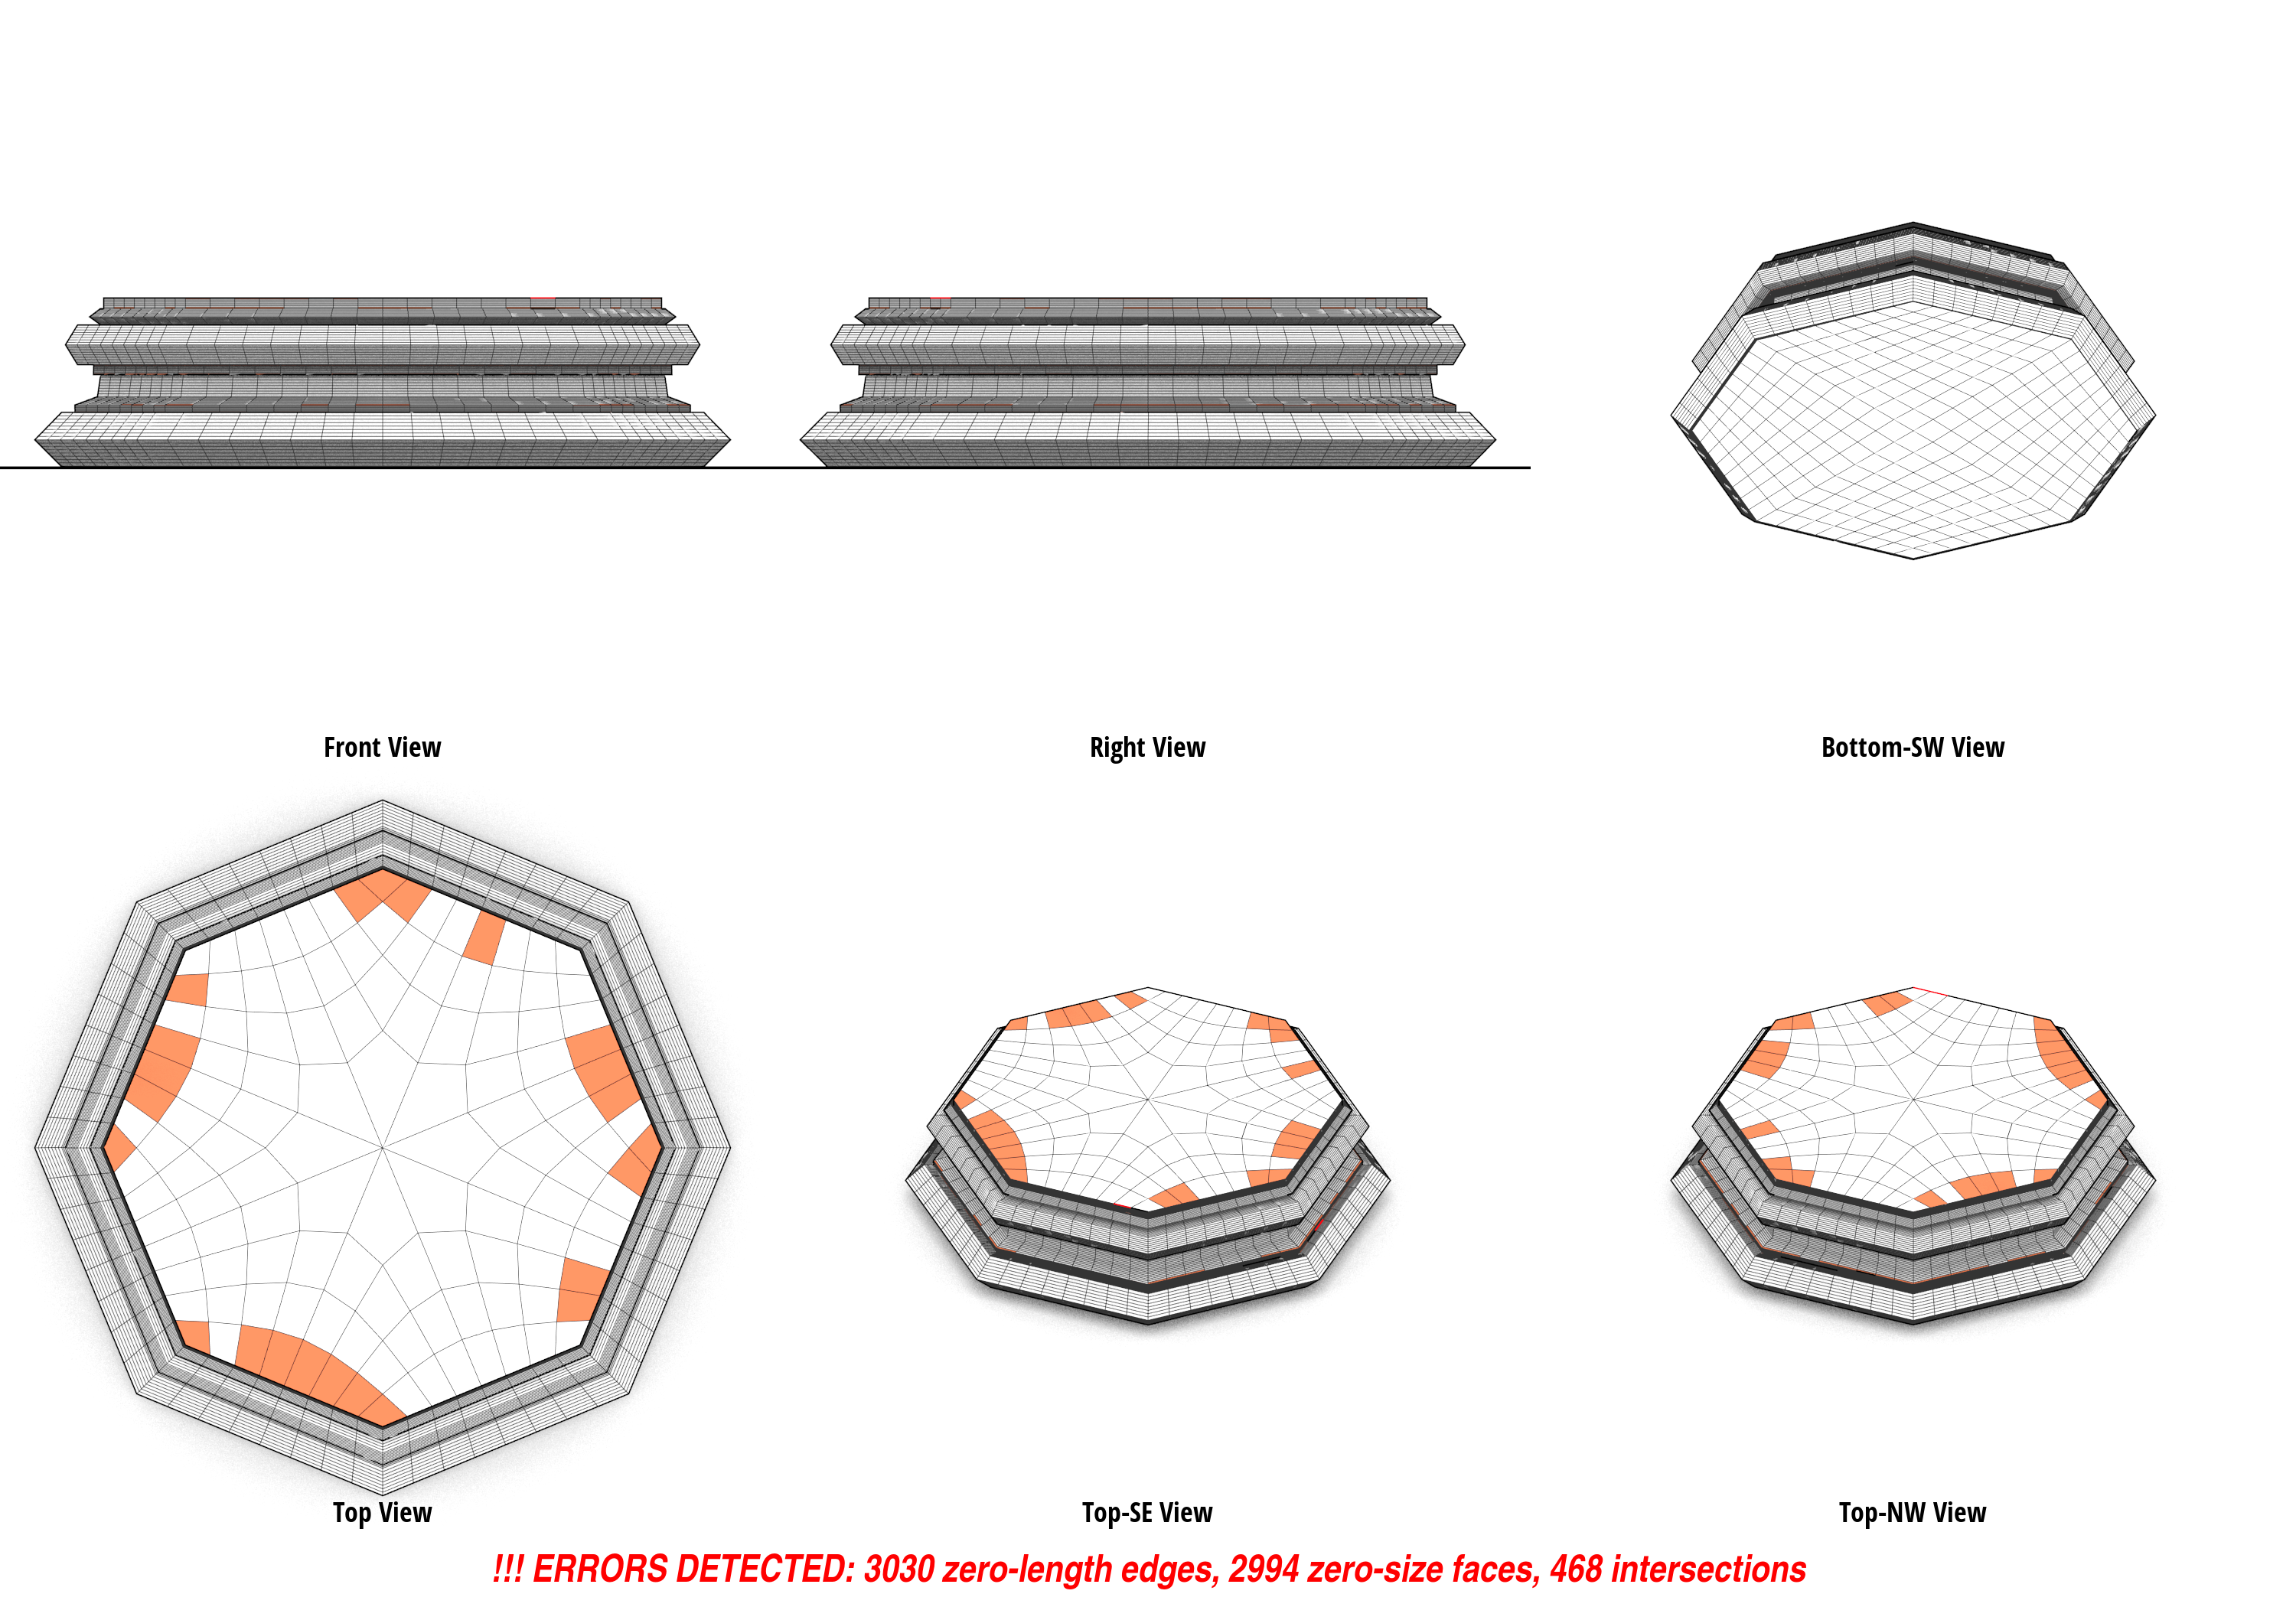 Front View
Right View
Bottom-SW View
Top View
Top-SE View
Top-NW View
!!! ERRORS DETECTED: 3030 zero-length edges, 2994 zero-size faces, 468 intersections